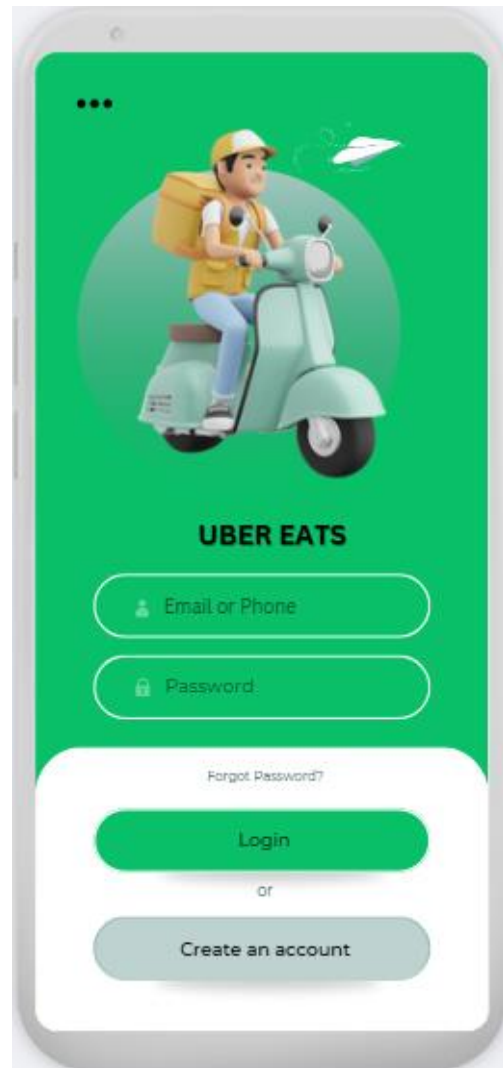 UBER EATS
Email or Phone
Password
Forgot Password?
Login
or
Create an account